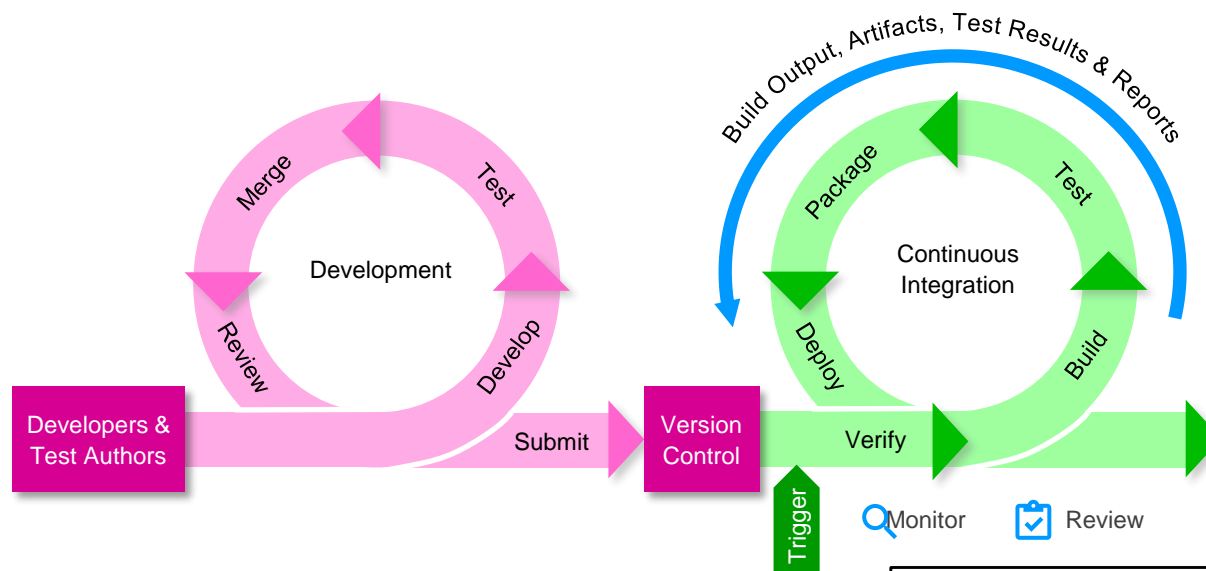 Build Output, Artifacts, Test Results & Reports
Merge
Test
Development
Review
Develop
Developers &
Test Authors
Submit
Package
Test
Continuous
Integration
Deploy
Build
Version
Control
Verify
Trigger
Monitor
Review